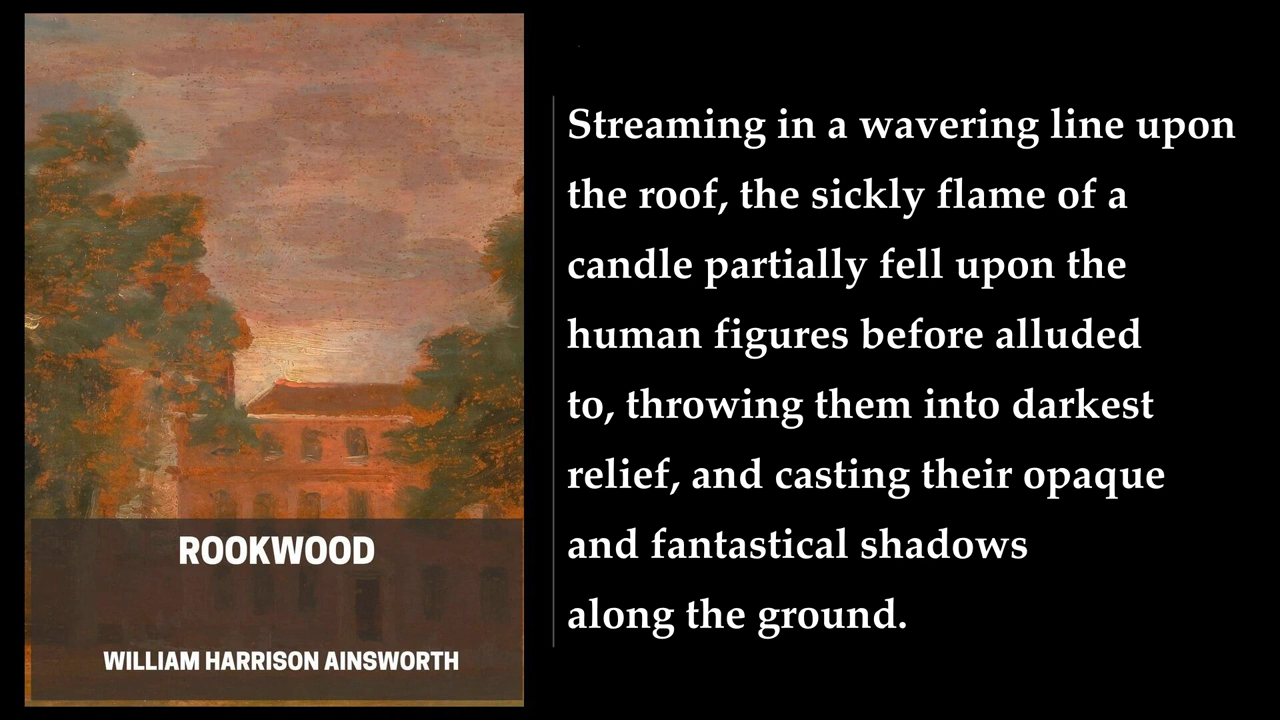 ROOKWOOD
WILLIAM HARRISON AINSWORTH
Streaming in a wavering line upon
the roof, the sickly flame of a
candle partially fell upon the
human figures before alluded
to, throwing them into darkest
relief, and casting their opaque
and fantastical shadows
along the ground.